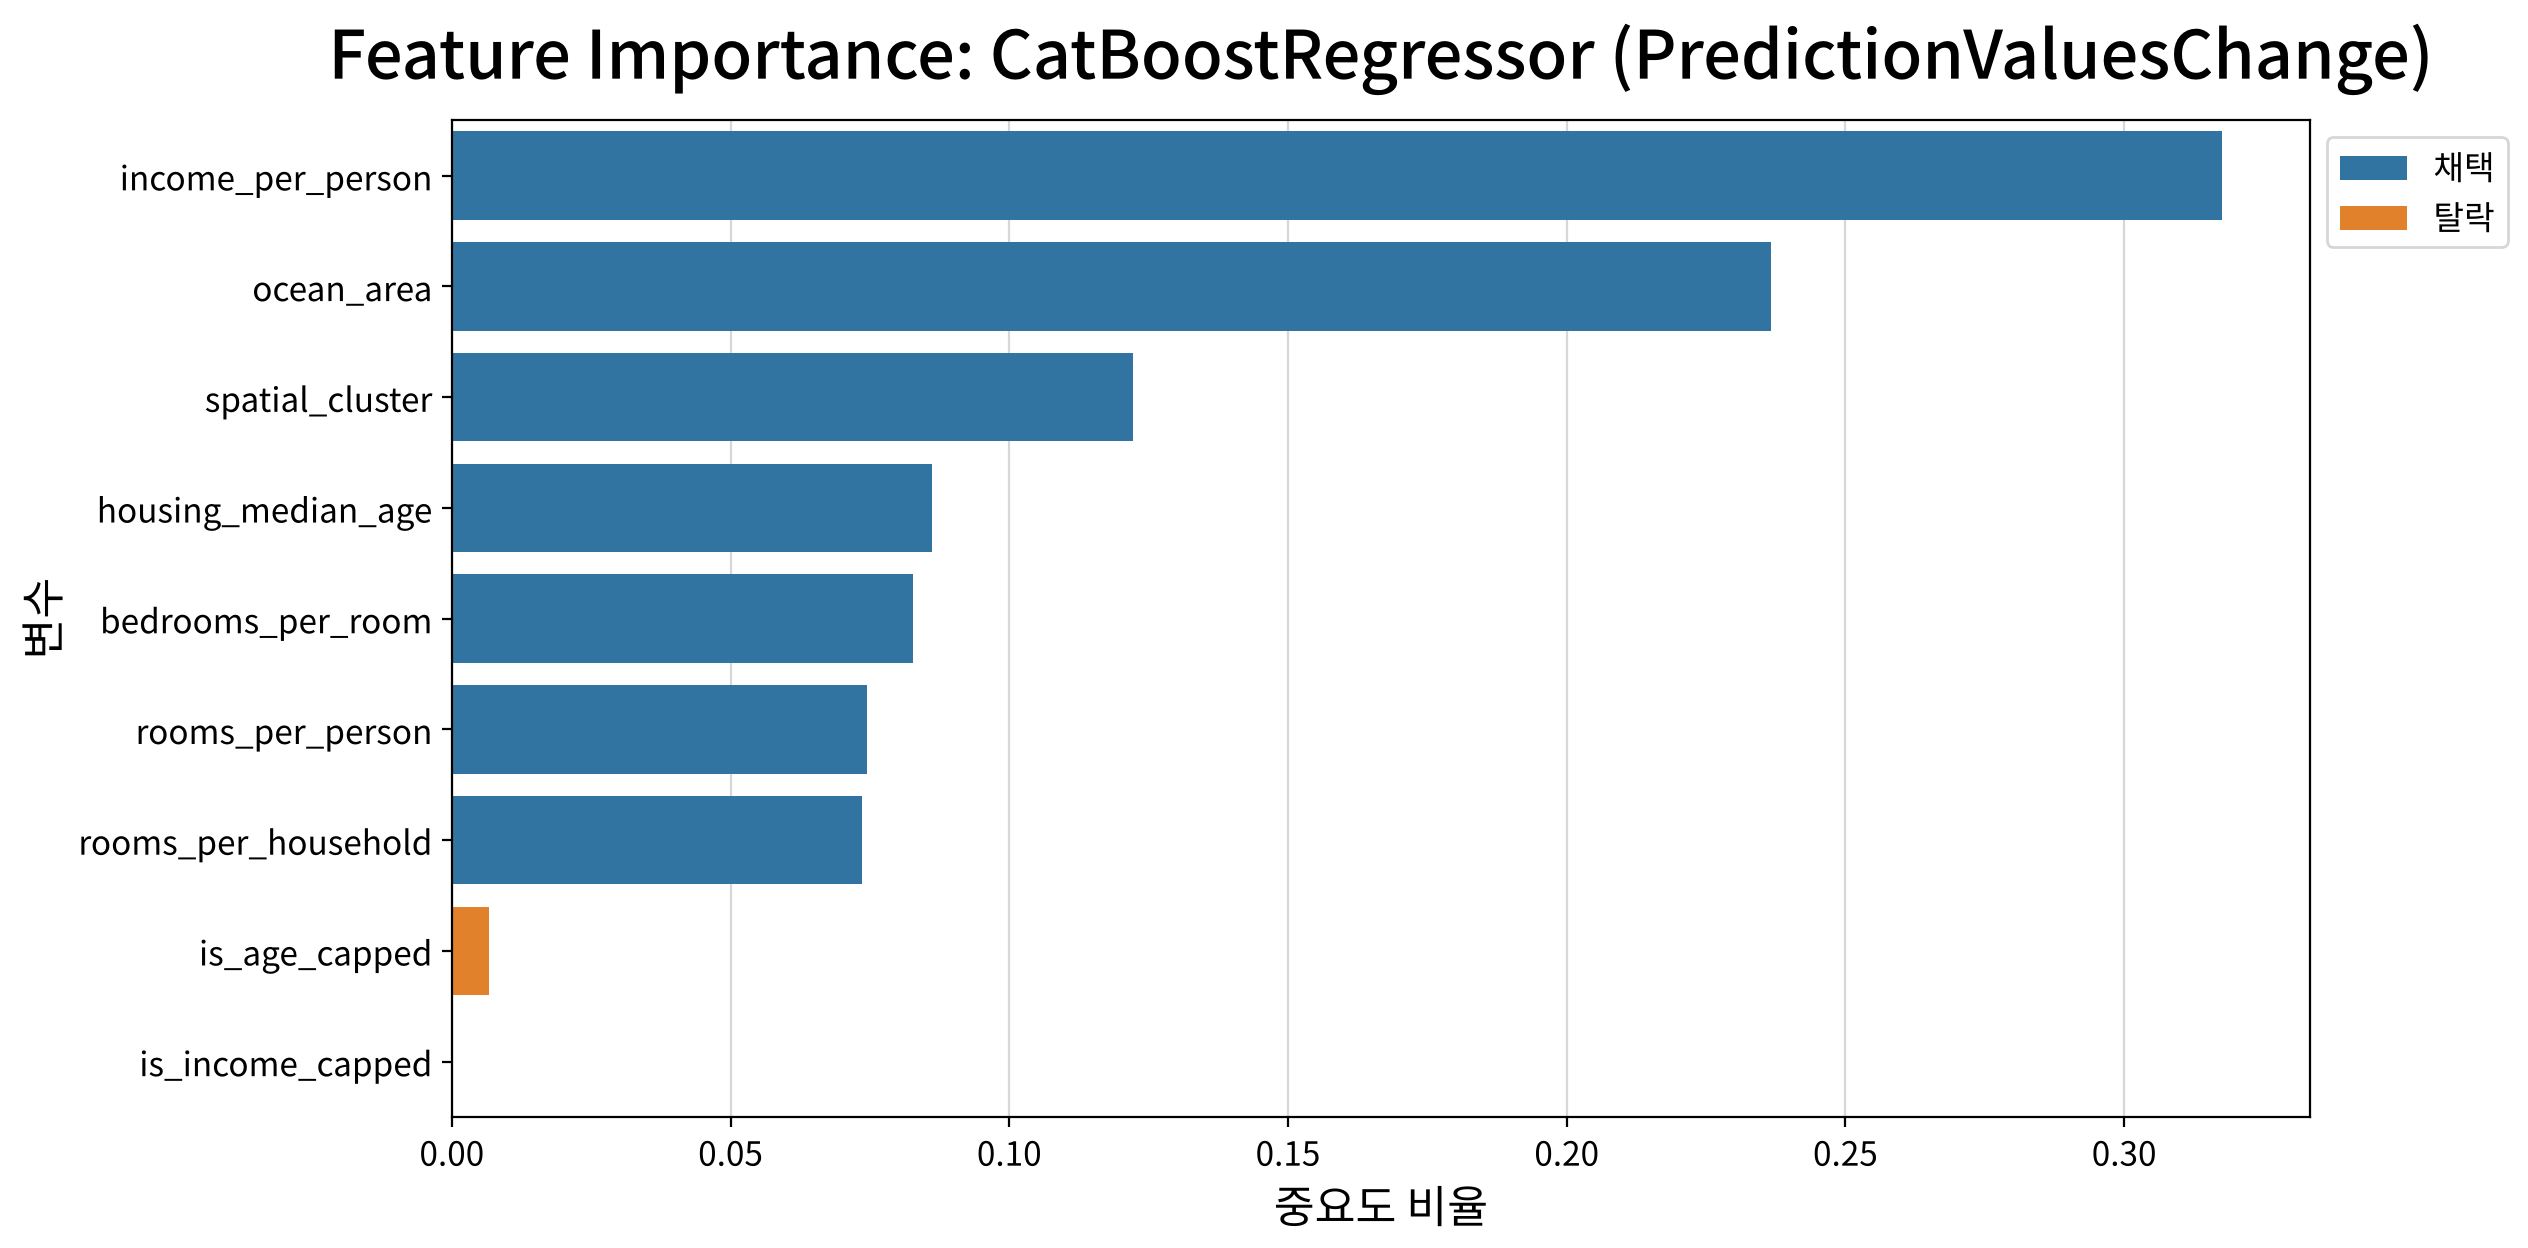 Feature Importance: CatBoostRegressor (PredictionValuesChange)
채택
탈락
변수
income_per_person
ocean_area
spatial_cluster
housing_median_age
bedrooms_per_room
rooms_per_person
rooms_per_household
is_age_capped
is_income_capped
0.00 0.05 0.10 0.15 0.20 0.25 0.30
중요도 비율